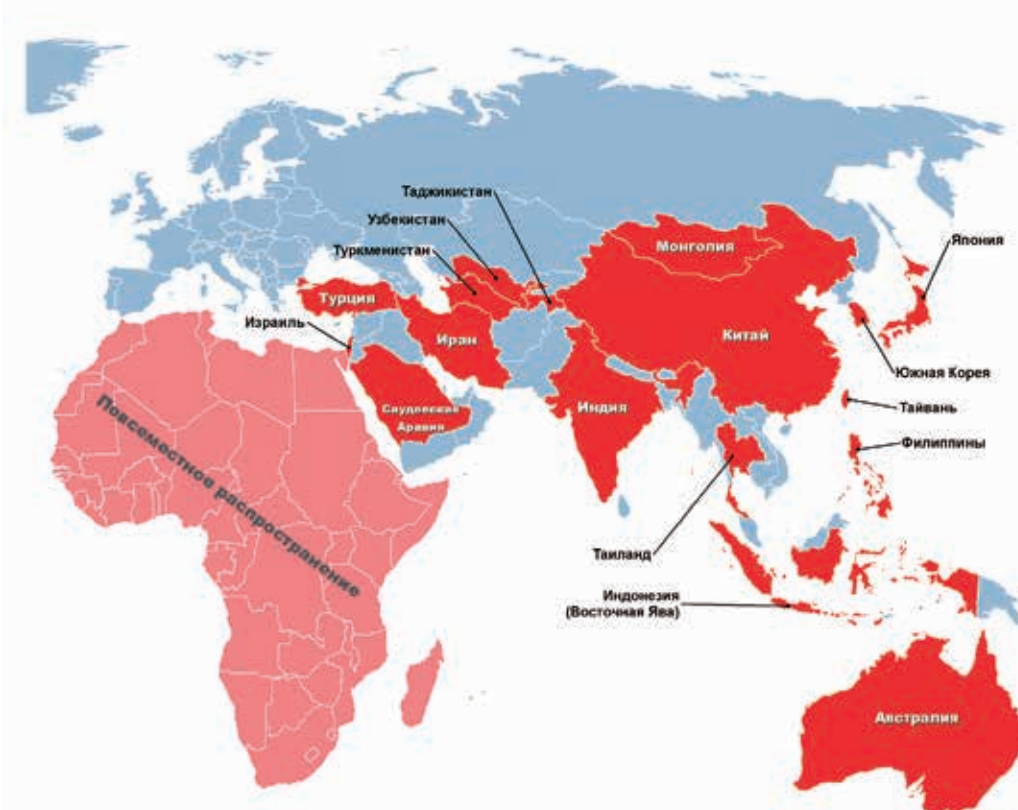 Таджикистан
Узбекистан
Туркменистан
Монголия
Япония
Турция
Израиль
Иран
Китай
Южная Корея
Саудовская
Аравия
Индия
Тайвань
Филиппины
Повсеместное распространение
Таиланд
Индонезия
(Восточная Ява)
Австралия